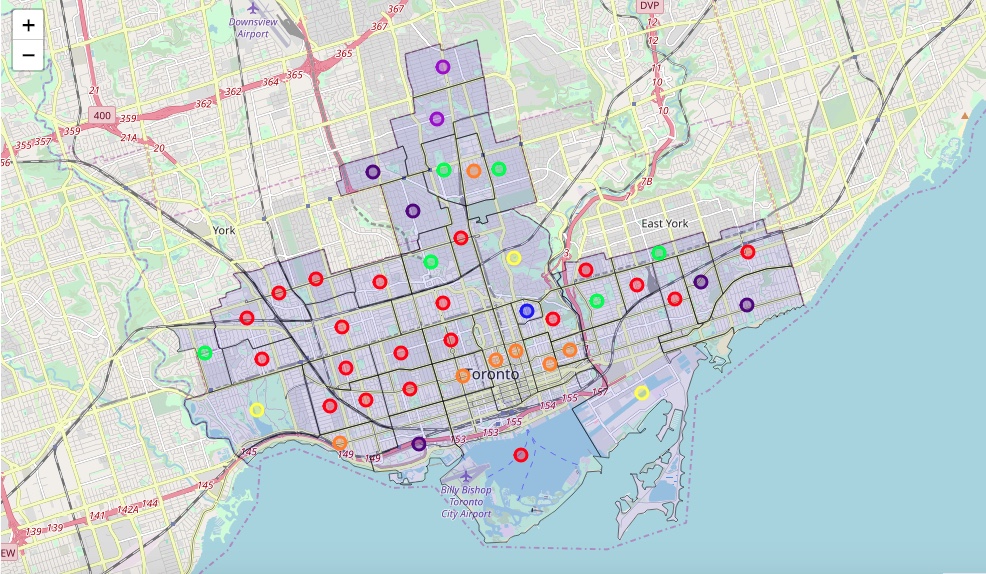 +
−
Downsview
Airport
367
367
365
365
364
362
362
DVP
12
12
11
10
10
21
400
359
359
357
355
56
21A
20
7B
3
York
East York
Toronto
157
155
154
155
153
153
149
149
145
145
144
142A
141
139
139
EW
Billy Bishop
Toronto
City Airport